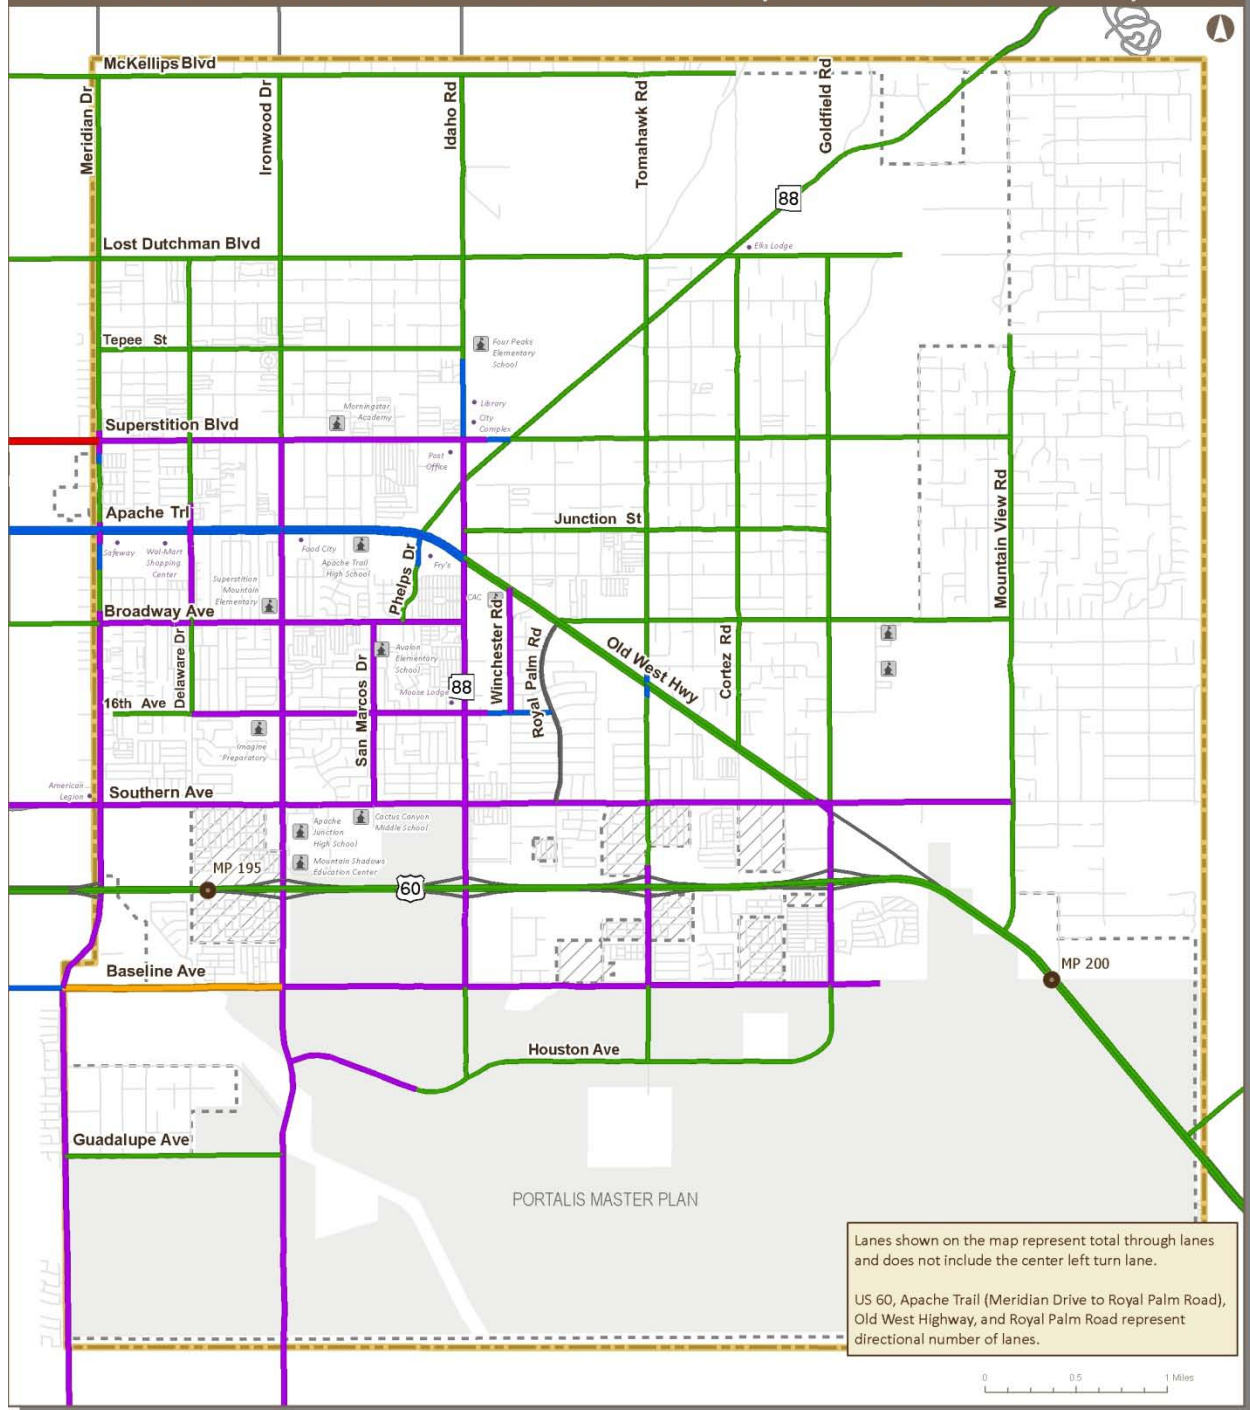 McKellips Blvd
Meridian Dr
Ironwood Dr
Idaho Rd
Tomahawk Rd
Goldfield Rd
88
Lost Dutchman Blvd
Elks Lodge
Tepee St
Four Peaks
Elementary
School
Morningstar
Academy
Library
City
Complex
Superstition Blvd
Post
Office
Mountain View Rd
Apache Trl
Junction St
Safeway
Wal-Mart
Shopping
Center
Food City
Apache Trail
High School
Phelps Dr
Fry's
Superstition
Mountain
Elementary
CAC
Broadway Ave
Winchester Rd
Royal Palm Rd
Old West Hwy
Cortez Rd
Delaware Dr
San Marcos Dr
Avalon
Elementary
School
Moose Lodge
88
16th Ave
Imagine
Preparatory
American
Legion
Southern Ave
Apache
Junction
High School
Cactus Canyon
Middle School
Mountain Shadows
Education Center
MP 195
60
Baseline Ave
MP 200
Houston Ave
Guadalupe Ave
PORTALIS MASTER PLAN
Lanes shown on the map represent total through lanes
and does not include the center left turn lane.
US 60, Apache Trail (Meridian Drive to Royal Palm Road),
Old West Highway, and Royal Palm Road represent
directional number of lanes.
0 0.5 1 Miles